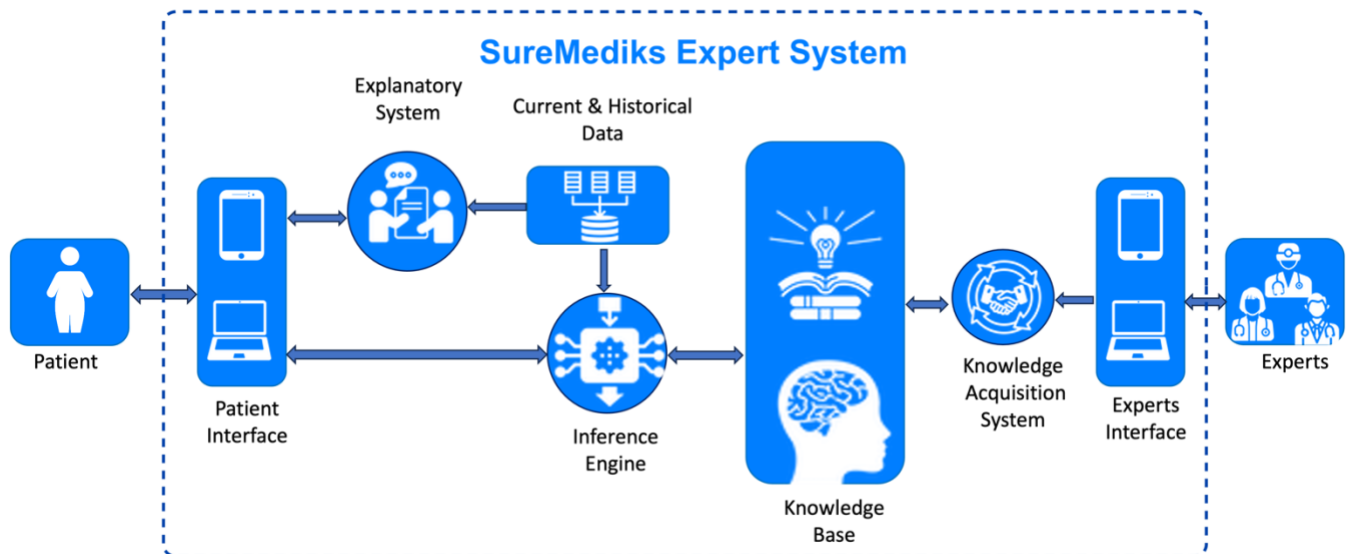 SureMediks Expert System
Explanatory
System
Current & Historical
Data
Patient
Patient
Interface
Inference
Engine
Knowledge
Base
Knowledge
Acquisition
System
Experts
Interface
Experts